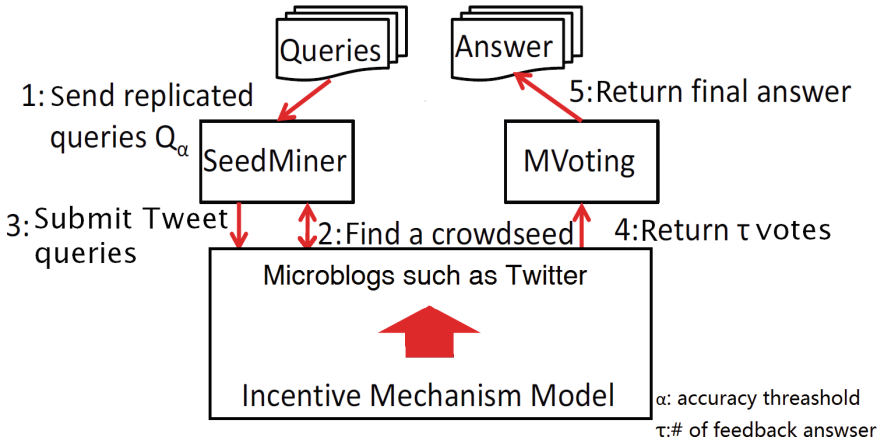 Queries
Answer
1: Send replicated
queries Qα
5:Return final answer
SeedMiner
MVoting
3: Submit Tweet
queries
2:Find a crowdseed
4:Return τ votes
Microblogs such as Twitter
Incentive Mechanism Model
α: accuracy threashold
τ:# of feedback answser